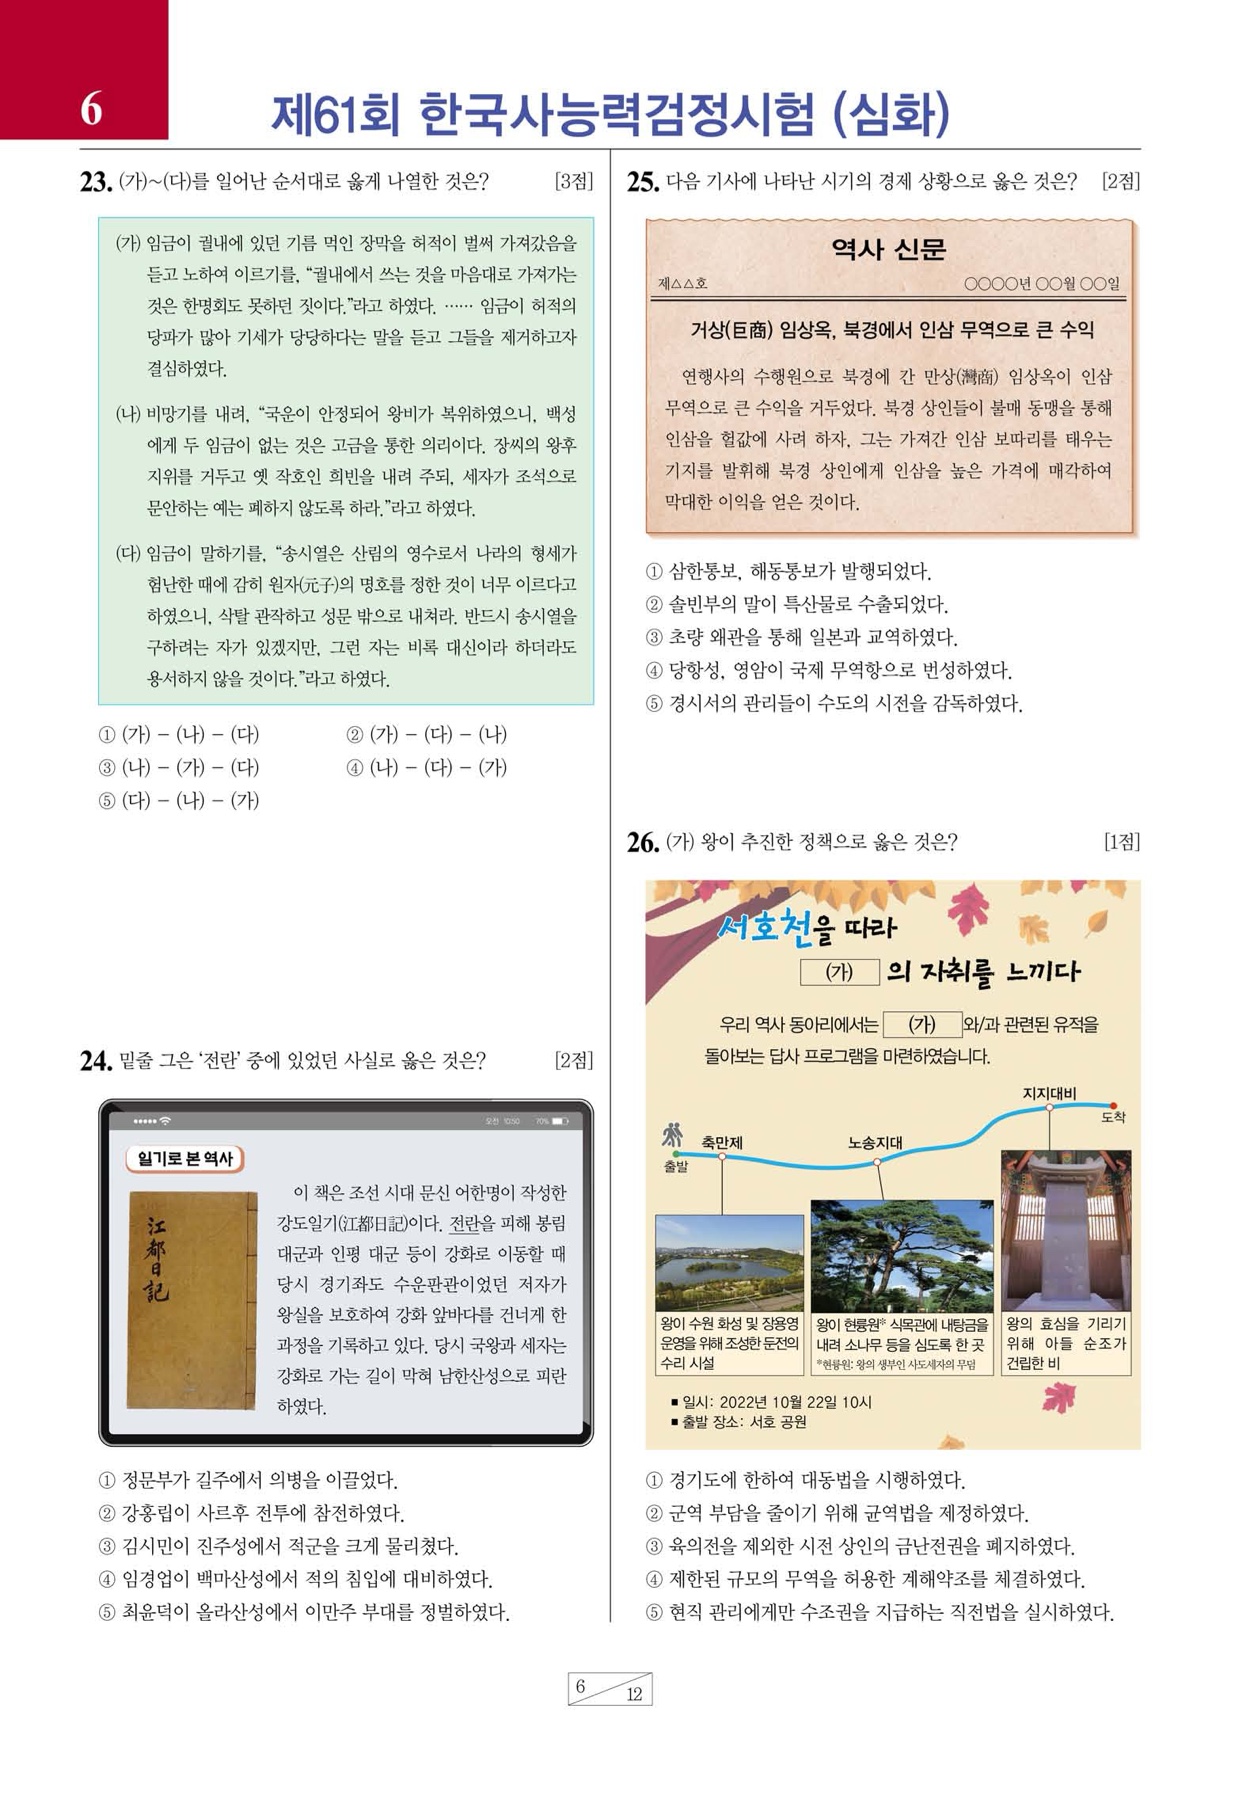 6
제61회 한국사능력검정시험 (심화)
23. (가)~(다)를 일어난 순서대로 옳게 나열한 것은? [3점]
(가) 임금이 궐내에 있던 기름 먹인 장막을 허적이 벌써 가져갔음을
듣고 노하여 이르기를, “궐내에서 쓰는 것을 마음대로 가져가는
것은 한명회도 못하던 짓이다.”라고 하였다. …… 임금이 허적의
당파가 많아 기세가 당당하다는 말을 듣고 그들을 제거하고자
결심하였다.
(나) 비망기를 내려, “국운이 안정되어 왕비가 복위하였으니, 백성
에게 두 임금이 없는 것은 고금을 통한 의리이다. 장씨의 왕후
지위를 거두고 옛 작호인 희빈을 내려 주되, 세자가 조석으로
문안하는 예는 폐하지 않도록 하라.”라고 하였다.
(다) 임금이 말하기를, “송시열은 산림의 영수로서 나라의 형세가
험난한 때에 감히 원자(元子)의 명호를 정한 것이 너무 이르다고
하였으니, 삭탈 관작하고 성문 밖으로 내쳐라. 반드시 송시열을
구하려는 자가 있겠지만, 그런 자는 비록 대신이라 하더라도
용서하지 않을 것이다.”라고 하였다.
① (가) - (나) - (다) ② (가) - (다) - (나)
③ (나) - (가) - (다) ④ (나) - (다) - (가)
⑤ (다) - (나) - (가)
24. 밑줄 그은 ‘전란’ 중에 있었던 사실로 옳은 것은? [2점]
오전 10:50 70%
일기로 본 역사
江都日記
이 책은 조선 시대 문신 어한명이 작성한
강도일기(江都日記)이다. 전란을 피해 봉림
대군과 인평 대군 등이 강화로 이동할 때
당시 경기좌도 수운판관이었던 저자가
왕실을 보호하여 강화 앞바다를 건너게 한
과정을 기록하고 있다. 당시 국왕과 세자는
강화로 가는 길이 막혀 남한산성으로 피란
하였다.
① 정문부가 길주에서 의병을 이끌었다.
② 강홍립이 사르후 전투에 참전하였다.
③ 김시민이 진주성에서 적군을 크게 물리쳤다.
④ 임경업이 백마산성에서 적의 침입에 대비하였다.
⑤ 최윤덕이 올라산성에서 이만주 부대를 정벌하였다.
25. 다음 기사에 나타난 시기의 경제 상황으로 옳은 것은? [2점]
역사 신문
제△△호 ○○○○년 ○○월 ○○일
거상(巨商) 임상옥, 북경에서 인삼 무역으로 큰 수익
연행사의 수행원으로 북경에 간 만상(灣商) 임상옥이 인삼
무역으로 큰 수익을 거두었다. 북경 상인들이 불매 동맹을 통해
인삼을 헐값에 사려 하자, 그는 가져간 인삼 보따리를 태우는
기지를 발휘해 북경 상인에게 인삼을 높은 가격에 매각하여
막대한 이익을 얻은 것이다.
① 삼한통보, 해동통보가 발행되었다.
② 솔빈부의 말이 특산물로 수출되었다.
③ 초량 왜관을 통해 일본과 교역하였다.
④ 당항성, 영암이 국제 무역항으로 번성하였다.
⑤ 경시서의 관리들이 수도의 시전을 감독하였다.
26. (가) 왕이 추진한 정책으로 옳은 것은? [1점]
서호천을 따라
(가) 의 자취를 느끼다
우리 역사 동아리에서는 (가) 와/과 관련된 유적을
돌아보는 답사 프로그램을 마련하였습니다.
출발
축만제
노송지대
지지대비
도착
왕이 수원 화성 및 장용영
운영을 위해 조성한 둔전의
수리 시설
왕이 현륭원* 식목관에 내탕금을
내려 소나무 등을 심도록 한 곳
*현륭원: 왕의 생부인 사도세자의 무덤
왕의 효심을 기리기
위해 아들 순조가
건립한 비
■ 일시: 2022년 10월 22일 10시
■ 출발 장소: 서호 공원
① 경기도에 한하여 대동법을 시행하였다.
② 군역 부담을 줄이기 위해 균역법을 제정하였다.
③ 육의전을 제외한 시전 상인의 금난전권을 폐지하였다.
④ 제한된 규모의 무역을 허용한 계해약조를 체결하였다.
⑤ 현직 관리에게만 수조권을 지급하는 직전법을 실시하였다.
6
12